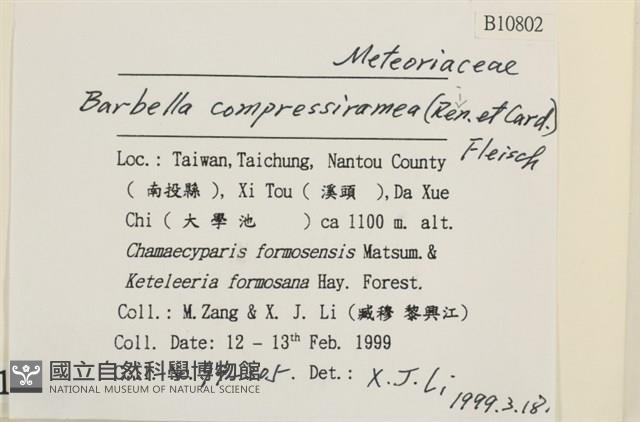 B10802
Meteoriaceae
Barbella compressiramea (Ren. et Card.)
Fleisch
Loc.: Taiwan, Taichung, Nantou County
( 南投縣 ), Xi Tou ( 溪頭 ), Da Xue
Chi ( 大 學 池 ) ca 1100 m. alt.
Chamaecyparis formosensis Matsum. &
Keteleeria formosana Hay. Forest.
Coll.: M. Zang & X. J. Li (臧穆 黎興江)
Coll. Date: 12 - 13th Feb. 1999
Det.: X. J. Li
1999.3.18.
國立自然科學博物館
NATIONAL MUSEUM OF NATURAL SCIENCE